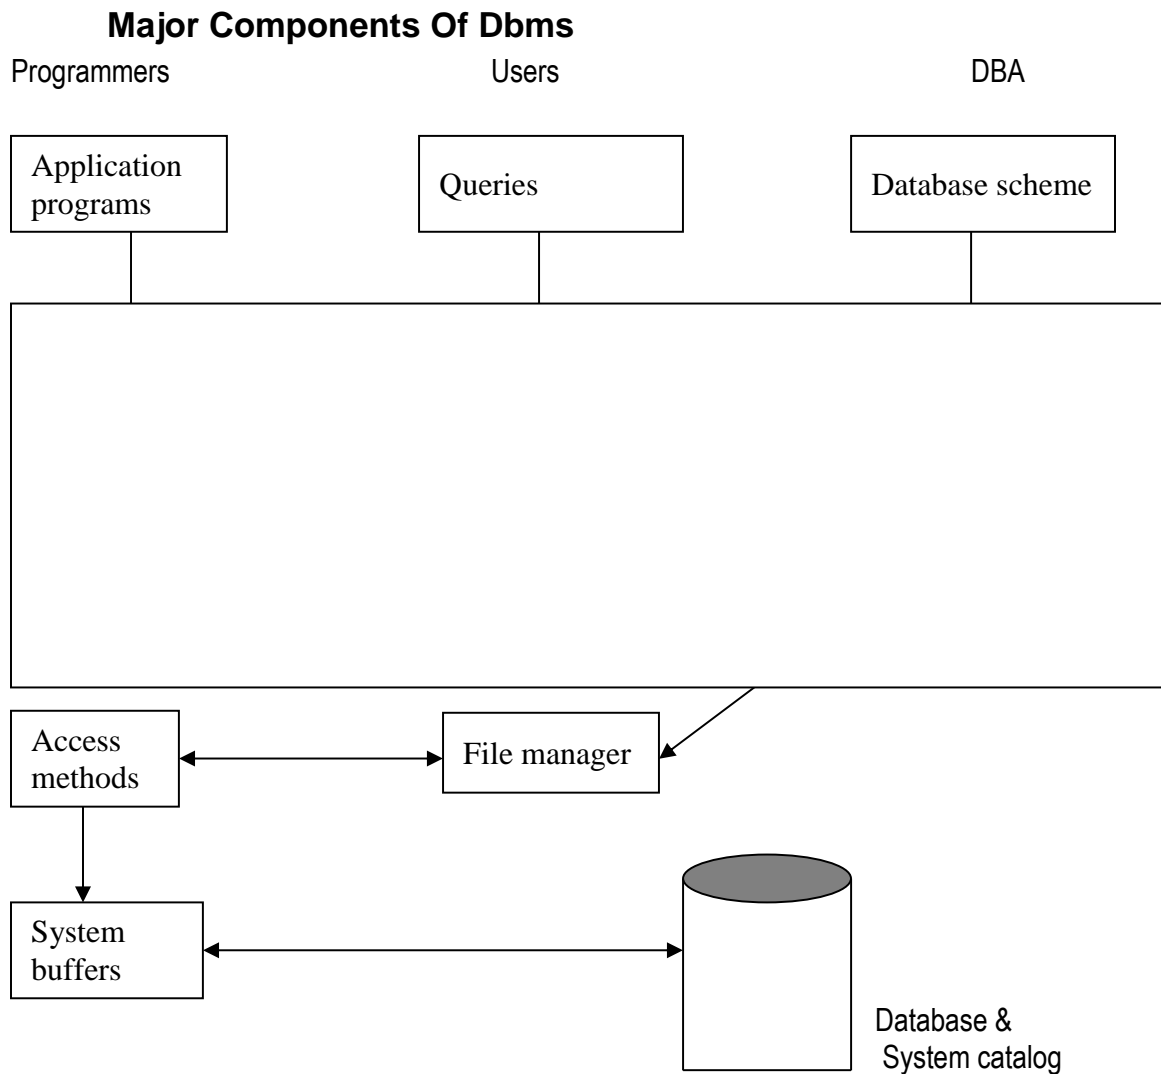 Major Components Of Dbms
Programmers
Users
DBA
Application
programs
Queries
Database scheme
Access
methods
File manager
System
buffers
Database &
System catalog